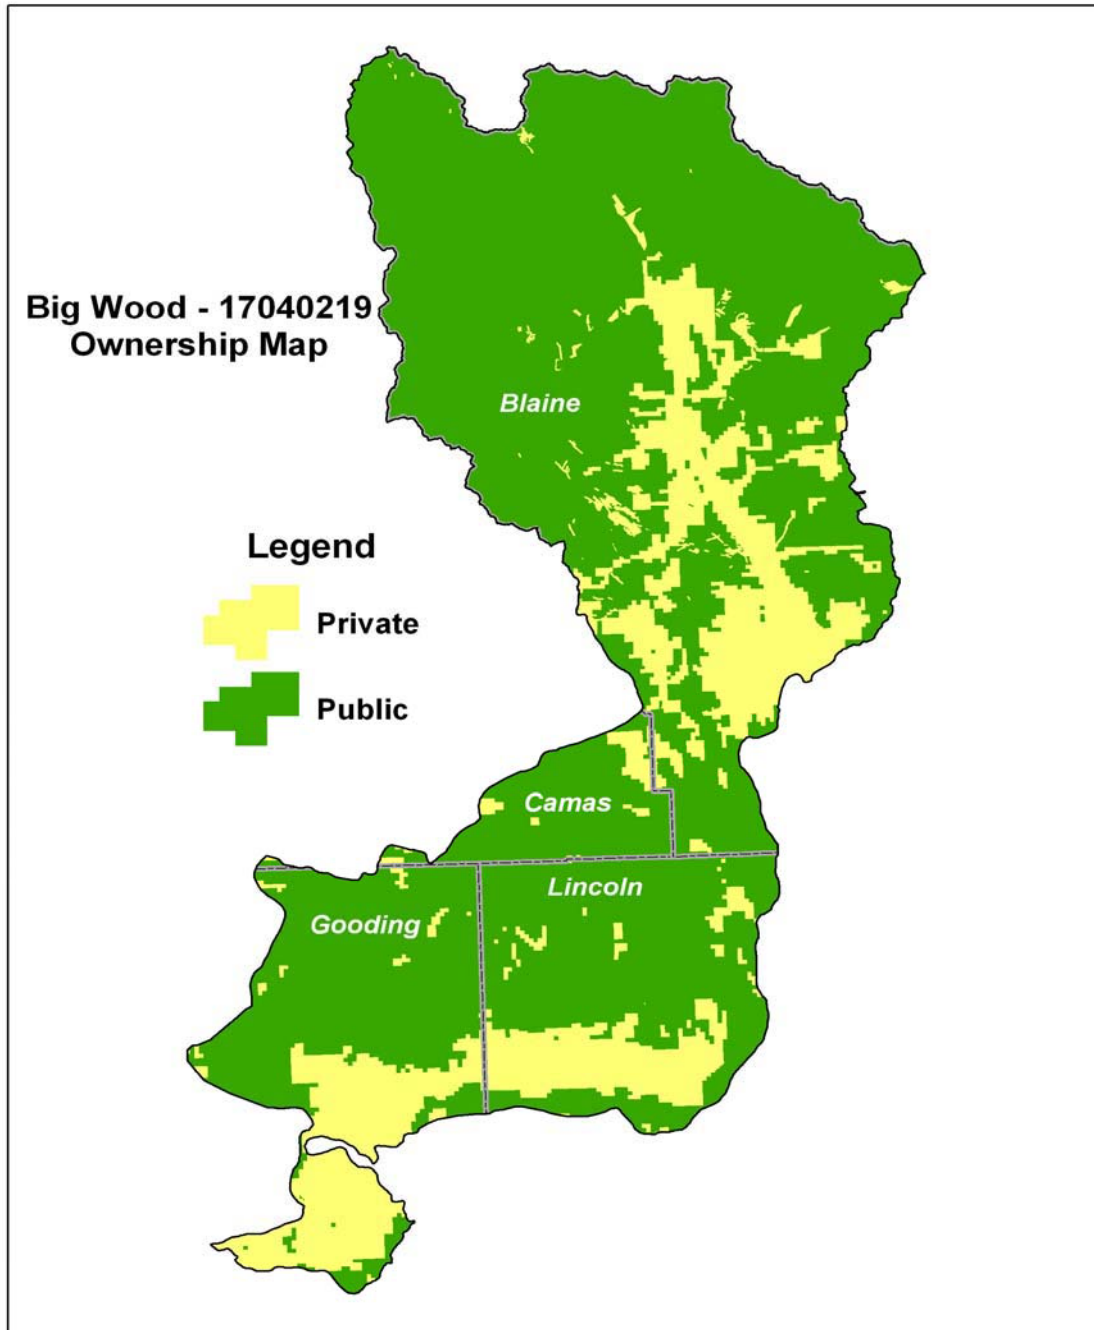 Big Wood - 17040219
Ownership Map
Blaine
Legend
Private
Public
Camas
Lincoln
Gooding